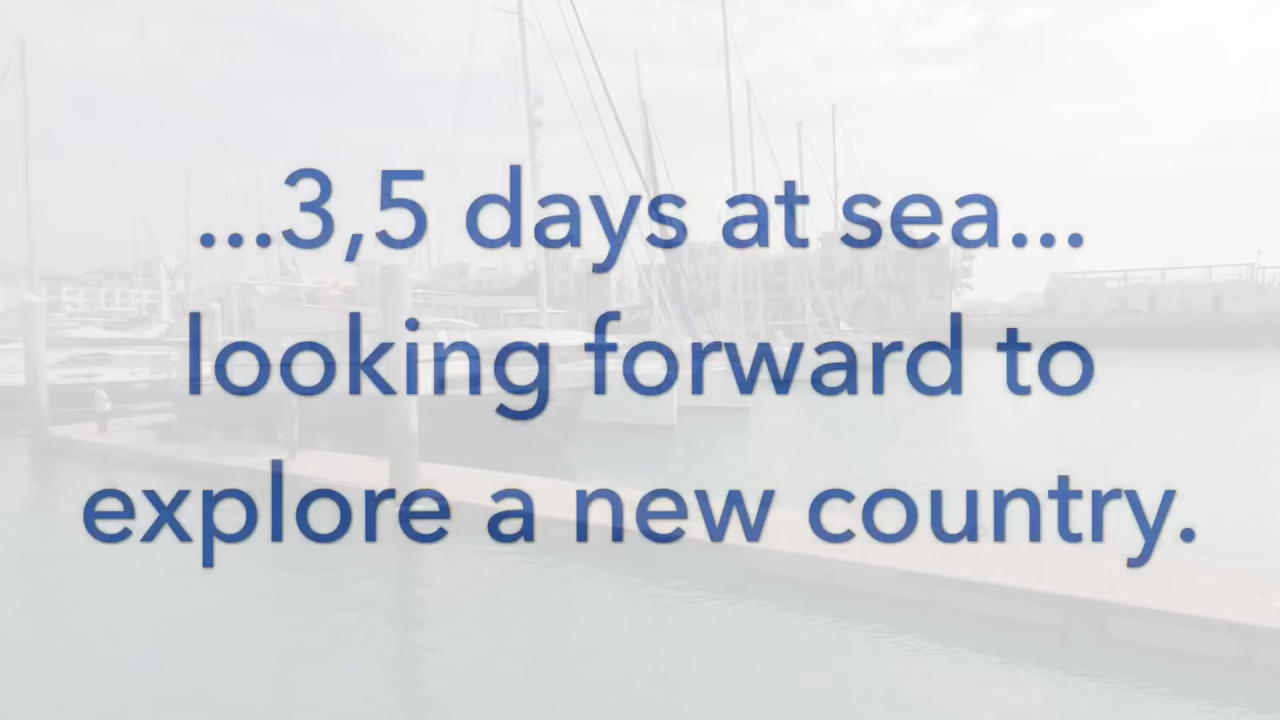 ...3,5 days at sea...
looking forward to
explore a new country.